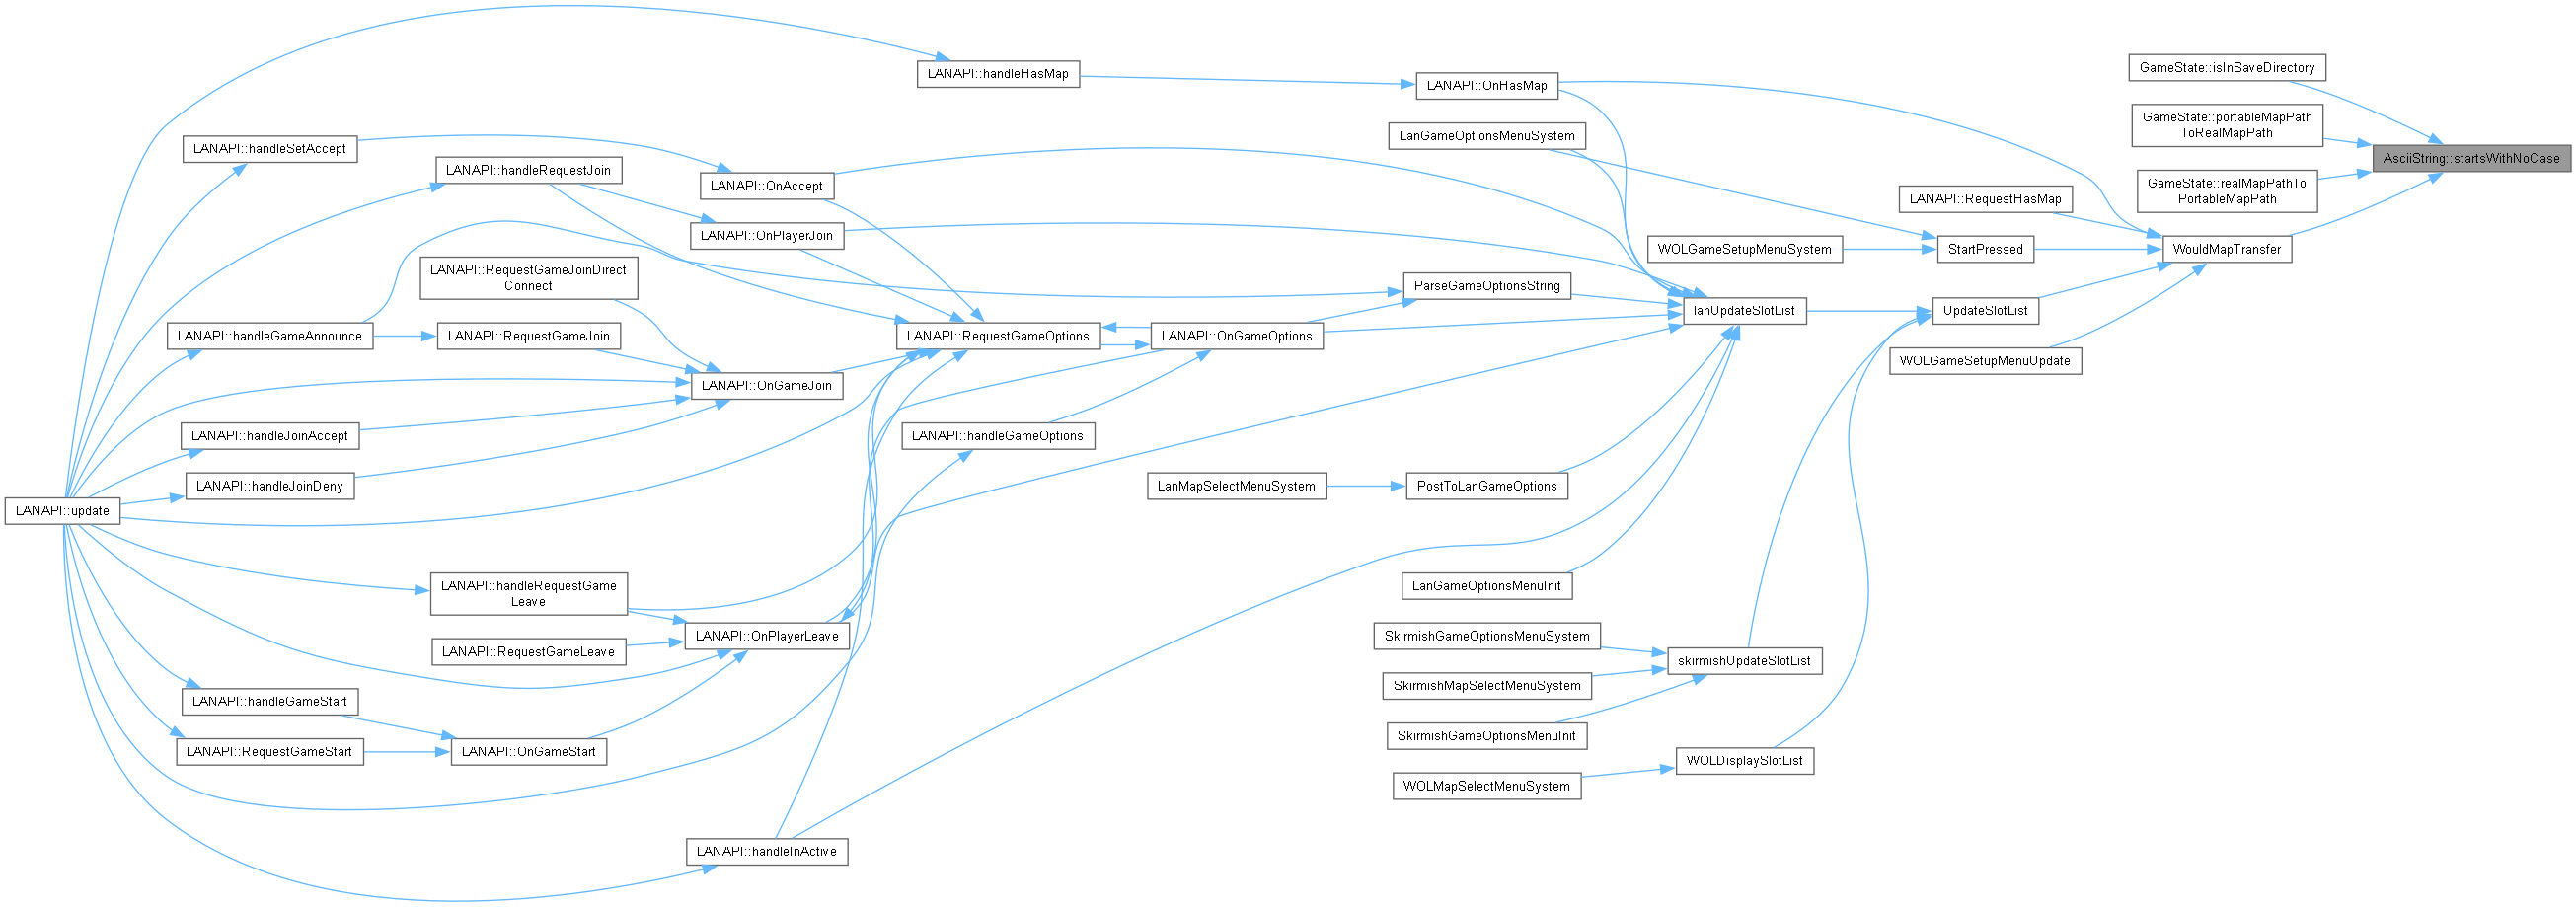 GameState::isInSaveDirectory
LANAPI::handleHasMap
LANAPI::OnHasMap
GameState::portableMapPath
ToRealMapPath
LanGameOptionsMenuSystem
LANAPI::handleSetAccept
AsciiString::startsWithNoCase
LANAPI::handleRequestJoin
LANAPI::OnAccept
GameState::realMapPathTo
PortableMapPath
LANAPI::RequestHasMap
LANAPI::OnPlayerJoin
WOLGameSetupMenuSystem
StartPressed
WouldMapTransfer
LANAPI::RequestGameJoinDirect
Connect
ParseGameOptionsString
lanUpdateSlotList
UpdateSlotList
LANAPI::handleGameAnnounce
LANAPI::RequestGameJoin
LANAPI::RequestGameOptions
LANAPI::OnGameOptions
WOLGameSetupMenuUpdate
LANAPI::OnGameJoin
LANAPI::handleJoinAccept
LANAPI::handleGameOptions
LANAPI::handleJoinDeny
LanMapSelectMenuSystem
PostToLanGameOptions
LANAPI::update
LANAPI::handleRequestGame
Leave
LanGameOptionsMenuInit
LANAPI::OnPlayerLeave
SkirmishGameOptionsMenuSystem
LANAPI::RequestGameLeave
skirmishUpdateSlotList
SkirmishMapSelectMenuSystem
LANAPI::handleGameStart
SkirmishGameOptionsMenuInit
LANAPI::RequestGameStart
LANAPI::OnGameStart
WOLDisplaySlotList
WOLMapSelectMenuSystem
LANAPI::handleInActive